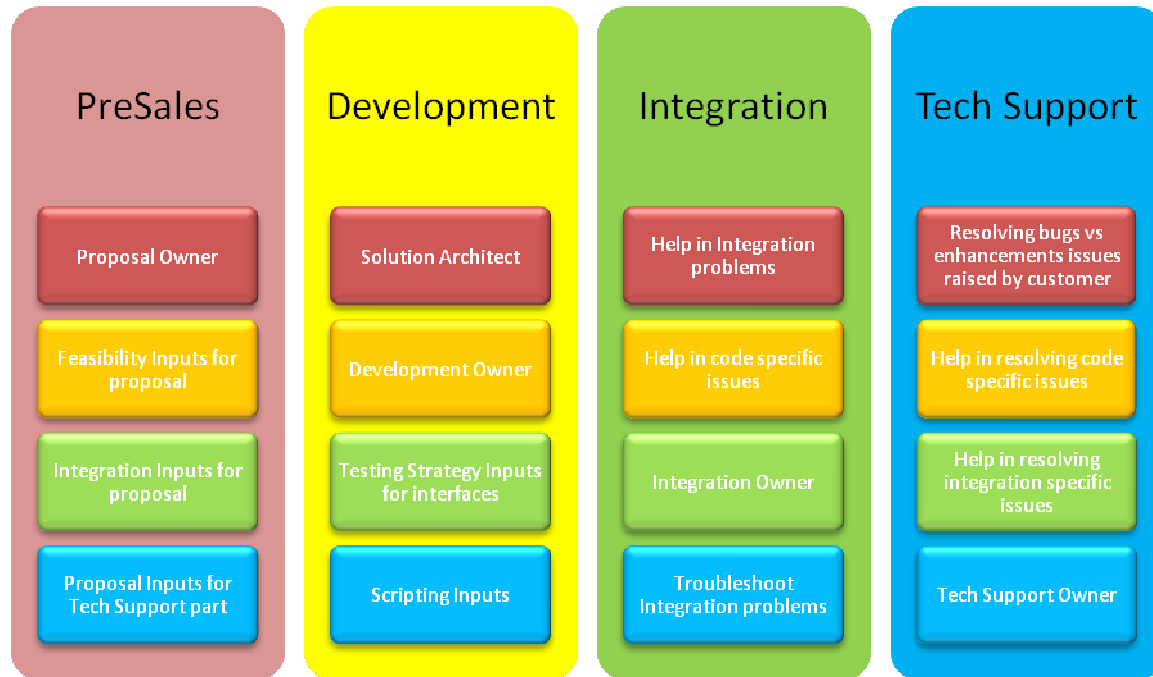 PreSales
Proposal Owner
Feasibility Inputs for
proposal
Integration Inputs for
proposal
Proposal Inputs for
Tech Support part
Development
Solution Architect
Development Owner
Testing Strategy Inputs
for interfaces
Scripting Inputs
Integration
Help in Integration
problems
Help in code specific
issues
Integration Owner
Troubleshoot
Integration problems
Tech Support
Resolving bugs vs
enhancements issues
raised by customer
Help in resolving code
specific issues
Help in resolving
integration specific
issues
Tech Support Owner